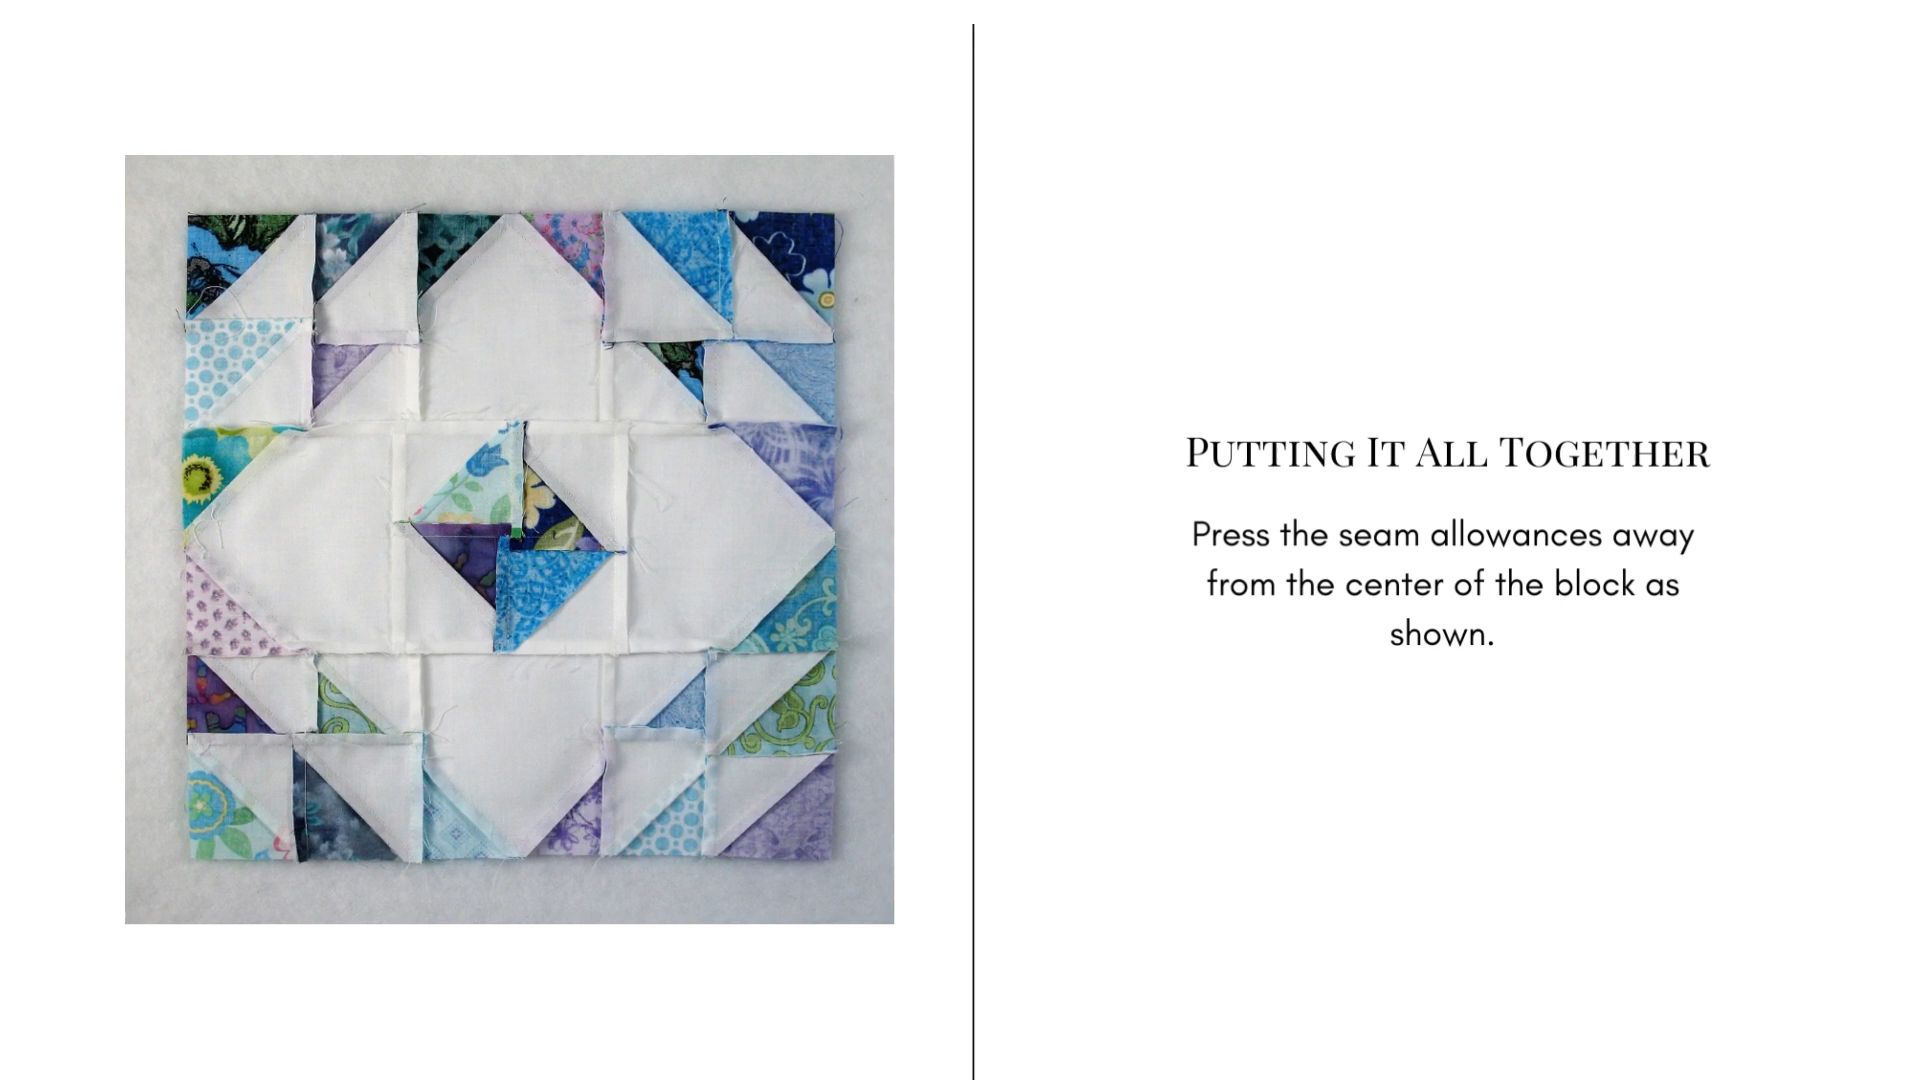 Putting It All Together
Press the seam allowances away
from the center of the block as
shown.